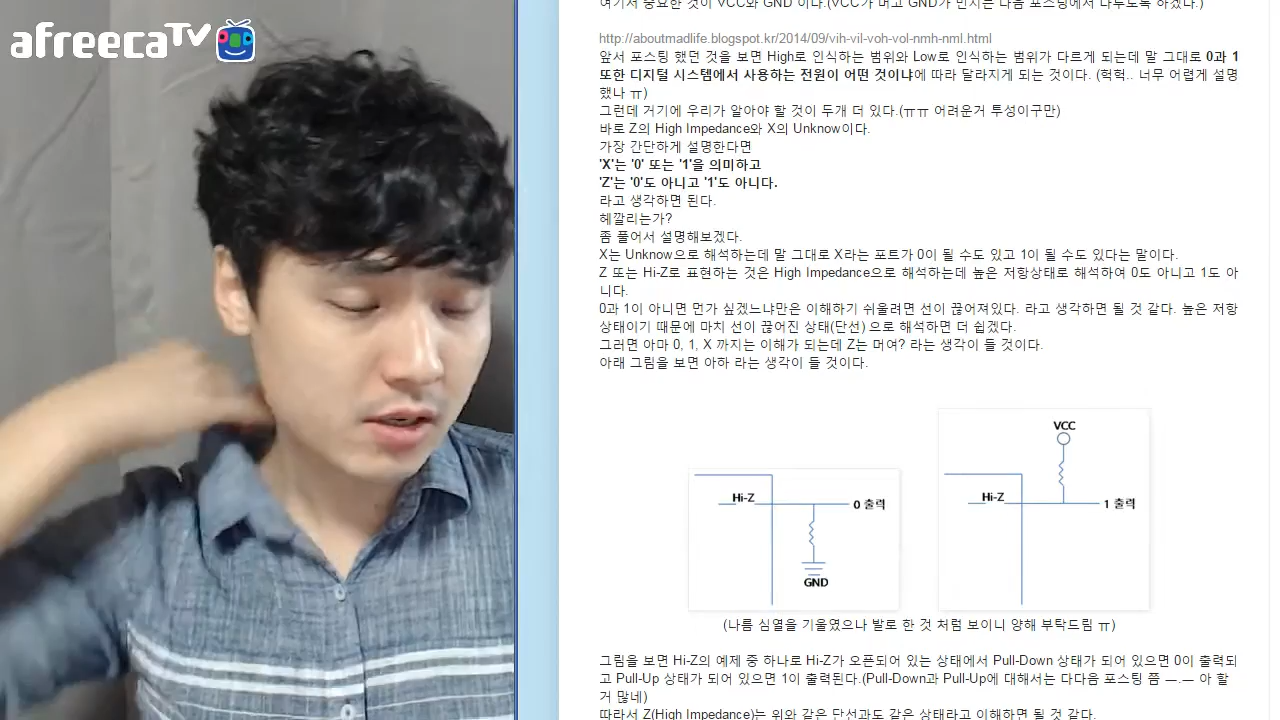 afreecaTV
여기서 중요한 것이 VCC와 GND 이다.(VCC가 머고 GND가 먼지는 다음 포스팅에서 다루도록 하겠다.)
http://aboutmadlife.blogspot.kr/2014/09/vih-vil-voh-vol-nmh-nml.html
앞서 포스팅 했던 것을 보면 High로 인식하는 범위와 Low로 인식하는 범위가 다르게 되는데 말 그대로 0과 1
또한 디지털 시스템에서 사용하는 전원이 어떤 것이냐에 따라 달라지게 되는 것이다. (헉헉.. 너무 어렵게 설명
했나 ㅠ)
그런데 거기에 우리가 알아야 할 것이 두개 더 있다.(ㅠㅠ 어려운거 투성이구만)
바로 Z의 High Impedance와 X의 Unknow이다.
가장 간단하게 설명한다면
'X'는 '0' 또는 '1'을 의미하고
'Z'는 '0'도 아니고 '1'도 아니다.
라고 생각하면 된다.
헤깔리는가?
좀 풀어서 설명해보겠다.
X는 Unknow으로 해석하는데 말 그대로 X라는 포트가 0이 될 수도 있고 1이 될 수도 있다는 말이다.
Z 또는 Hi-Z로 표현하는 것은 High Impedance으로 해석하는데 높은 저항상태로 해석하여 0도 아니고 1도 아
니다.
0과 1이 아니면 먼가 싶겠느냐만은 이해하기 쉬울려면 선이 끊어져있다. 라고 생각하면 될 것 같다. 높은 저항
상태이기 때문에 마치 선이 끊어진 상태(단선) 으로 해석하면 더 쉽겠다.
그러면 아마 0, 1, X 까지는 이해가 되는데 Z는 머여? 라는 생각이 들 것이다.
아래 그림을 보면 아하 라는 생각이 들 것이다.
VCC
Hi-Z
0 출력
GND
Hi-Z
1 출력
(나름 심열을 기울였으나 발로 한 것 처럼 보이니 양해 부탁드림 ㅠ)
그림을 보면 Hi-Z의 예제 중 하나로 Hi-Z가 오픈되어 있는 상태에서 Pull-Down 상태가 되어 있으면 0이 출력되
고 Pull-Up 상태가 되어 있으면 1이 출력된다.(Pull-Down과 Pull-Up에 대해서는 다다음 포스팅 쯤 ㅡ.ㅡ 아 할
거 많네)
따라서 Z(High Impedance)는 위와 같은 단선과도 같은 상태라고 이해하면 될 것 같다.